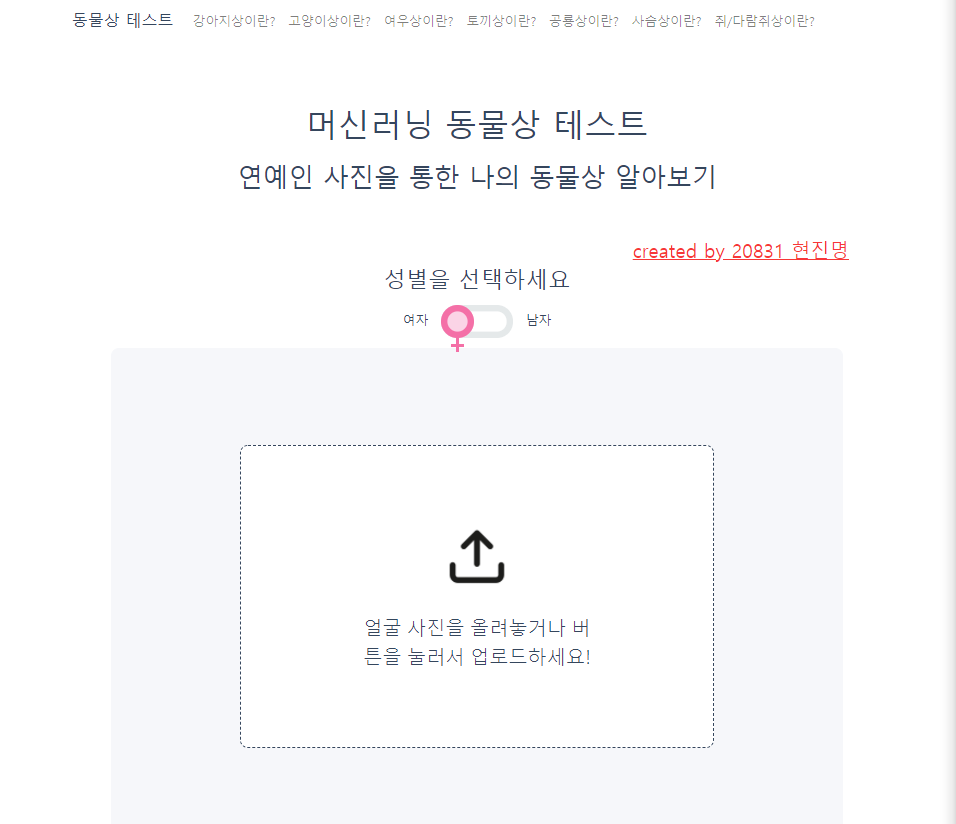 동물상 테스트 강아지상이란? 고양이상이란? 여우상이란? 토끼상이란? 공룡상이란? 사슴상이란? 쥐/다람쥐상이란?
머신러닝 동물상 테스트
연예인 사진을 통한 나의 동물상 알아보기
created by 20831 현진명
성별을 선택하세요
여자 남자
얼굴 사진을 올려놓거나 버
튼을 눌러서 업로드하세요!